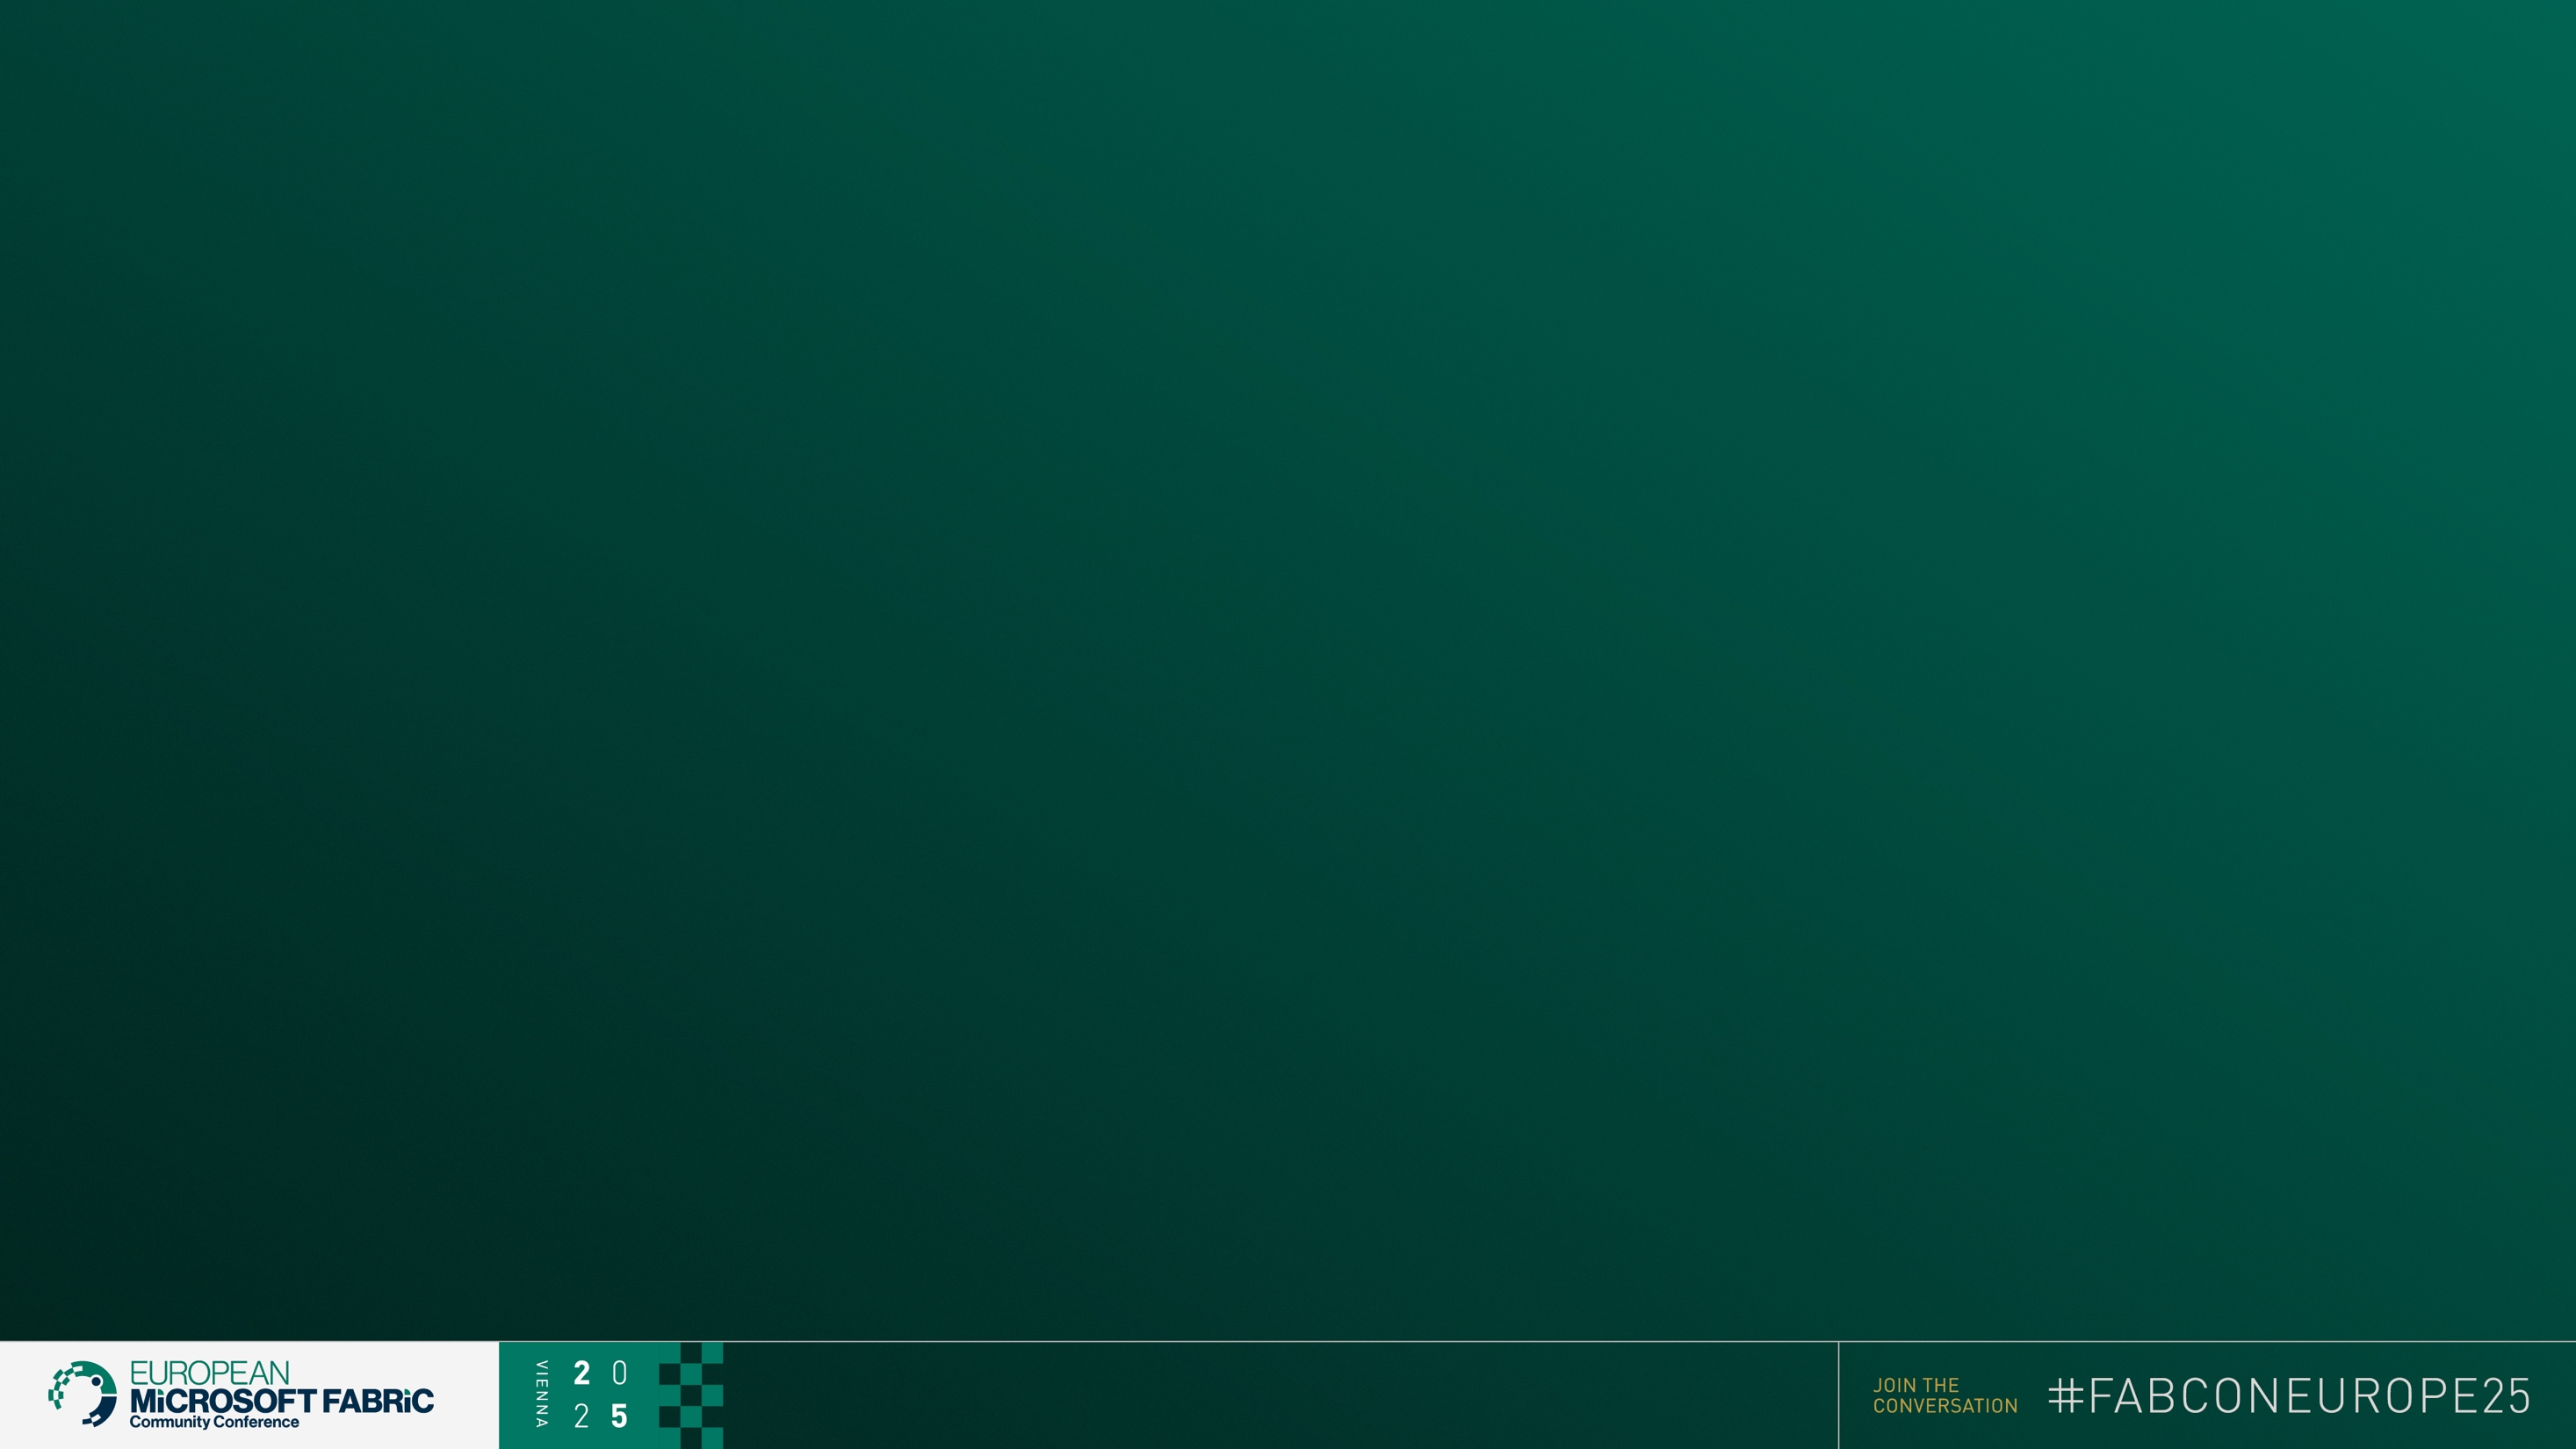 EUROPEAN
MiCROSOFT FABRiC
Community Conference
VIENNA
2 0
2 5
JOIN THE
CONVERSATION
#FABCONEUROPE25